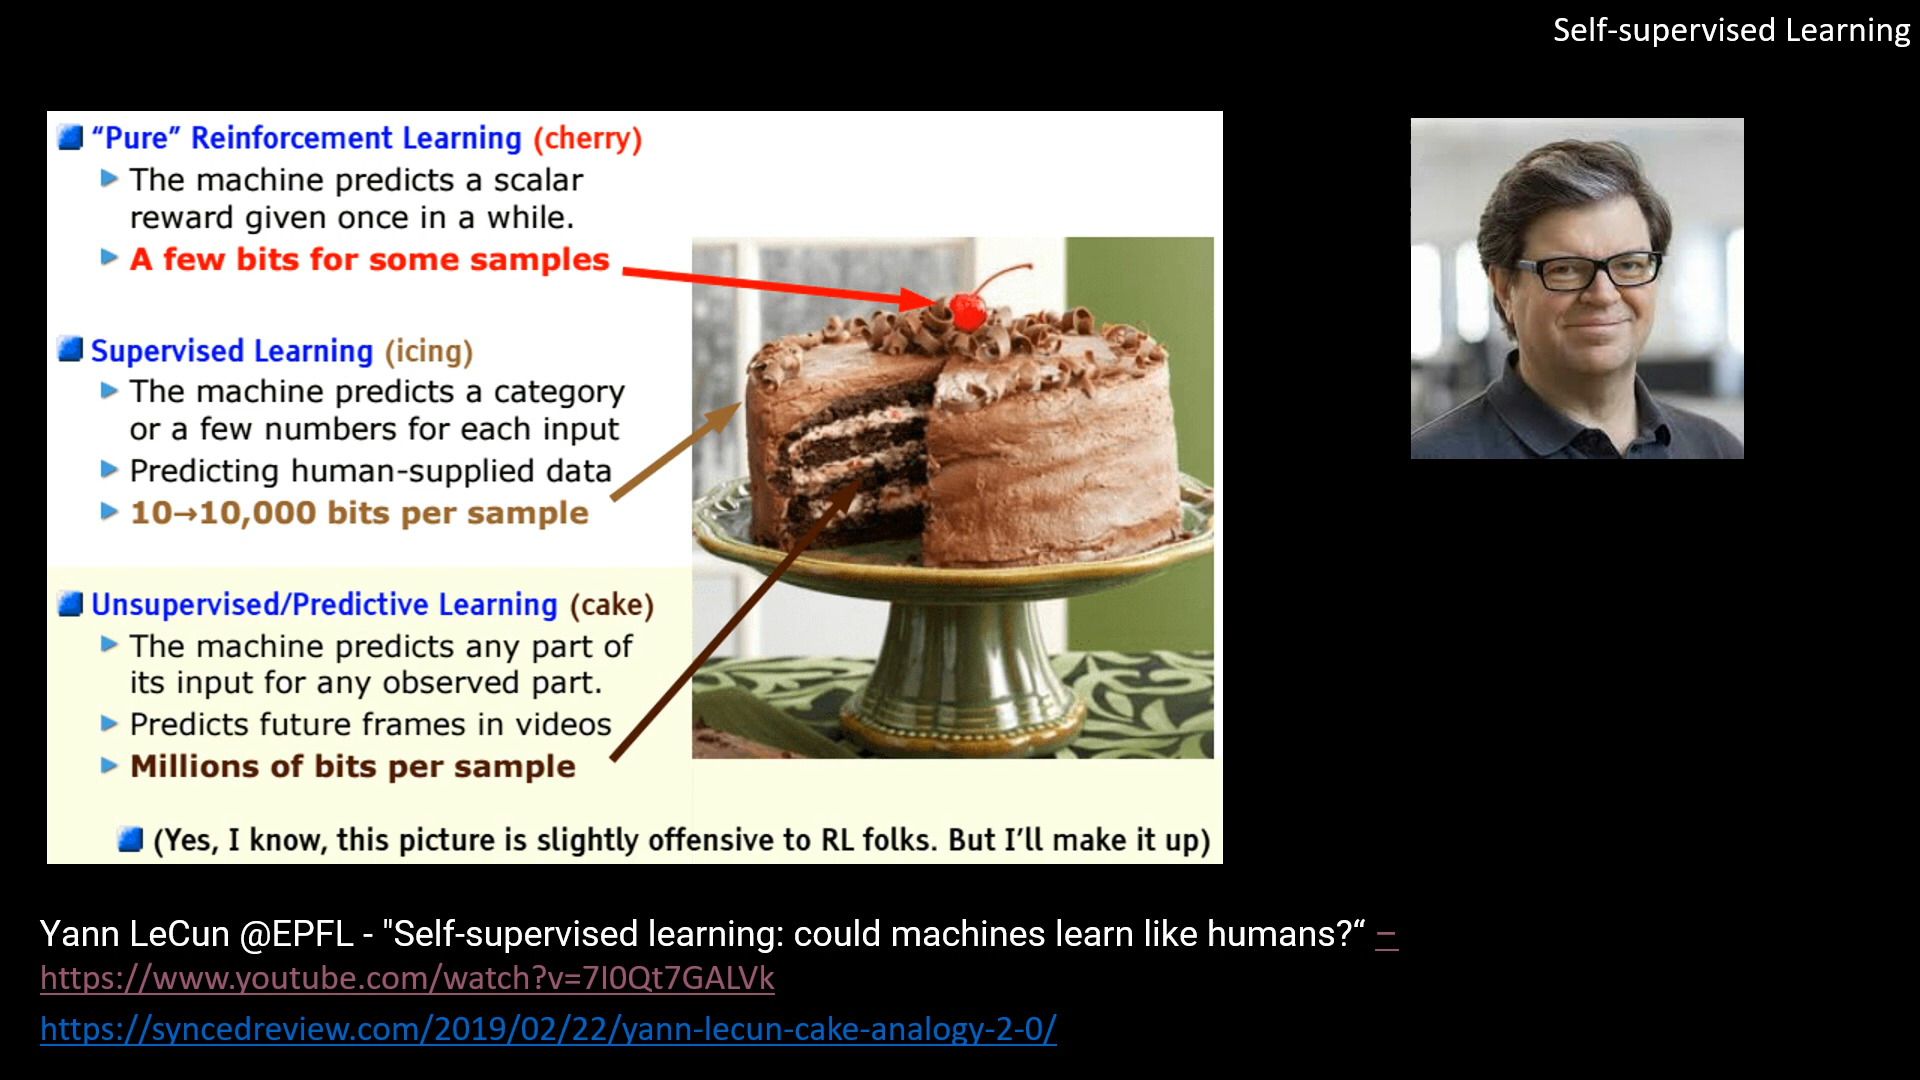 Self-supervised Learning
“Pure” Reinforcement Learning (cherry)
The machine predicts a scalar
reward given once in a while.
A few bits for some samples
Supervised Learning (icing)
The machine predicts a category
or a few numbers for each input
Predicting human-supplied data
10→10,000 bits per sample
Unsupervised/Predictive Learning (cake)
The machine predicts any part of
its input for any observed part.
Predicts future frames in videos
Millions of bits per sample
(Yes, I know, this picture is slightly offensive to RL folks. But I’ll make it up)
Yann LeCun @EPFL - "Self-supervised learning: could machines learn like humans?“ –
https://www.youtube.com/watch?v=7I0Qt7GALVk
https://syncedreview.com/2019/02/22/yann-lecun-cake-analogy-2-0/